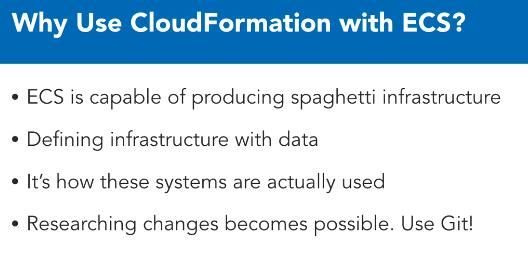 Why Use CloudFormation with ECS?
• ECS is capable of producing spaghetti infrastructure
• Defining infrastructure with data
• It's how these systems are actually used
• Researching changes becomes possible. Use Git!